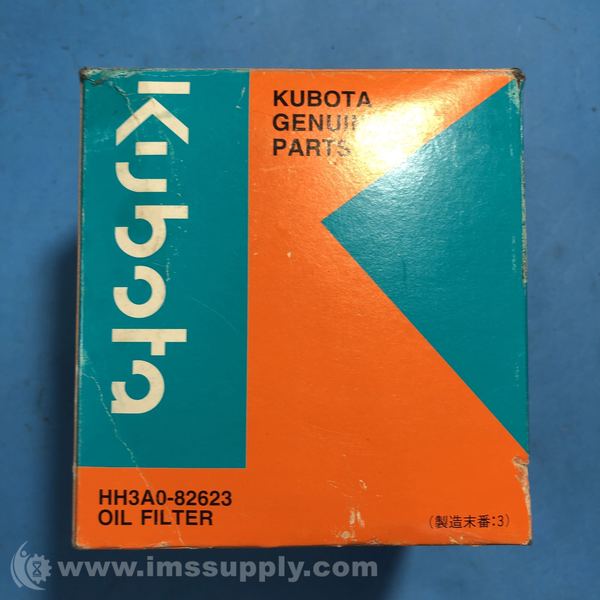 Kubota
KUBOTA
GENUI
PARTS
HH3A0-82623
OIL FILTER
(製造末番:3)
www.imssupply.com